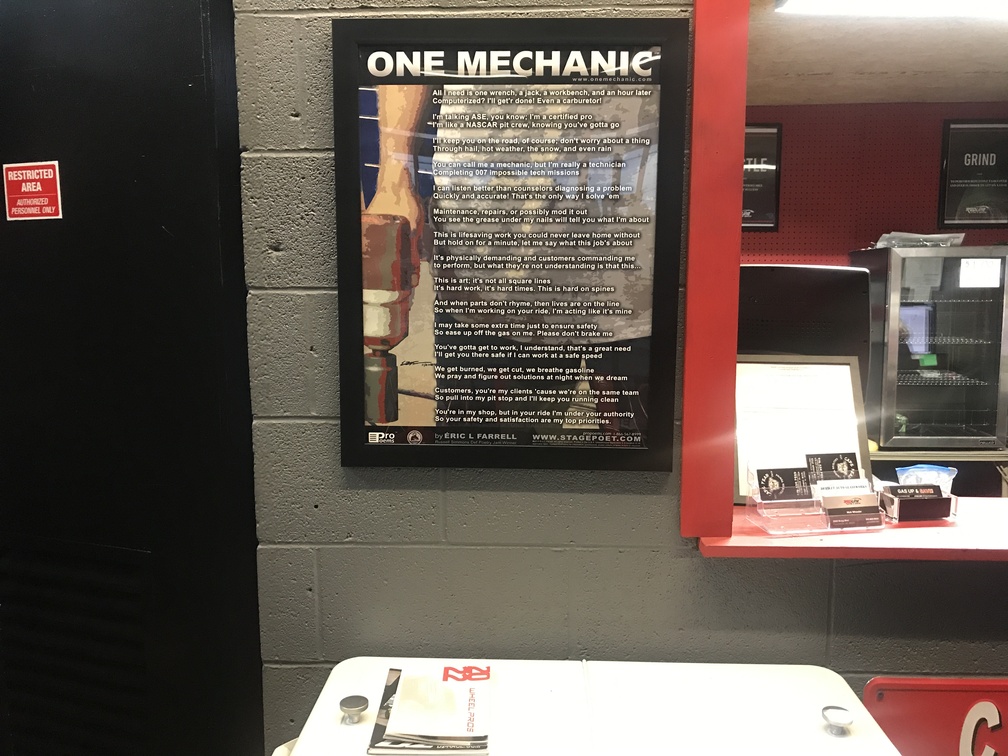 RESTRICTED
AREA
AUTHORIZED
PERSONNEL ONLY
ONE MECHANIC
www.onemechanic.com
All I need is one wrench, a jack, a workbench, and an hour later
Computerized? I'll get'r done! Even a carburetor!
I'm talking ASE, you know; I'm a certified pro
I'm like a NASCAR pit crew, knowing you've gotta go
I'll keep you on the road, of course; don't worry about a thing
Through hail, hot weather, the snow, and even rain
You can call me a mechanic, but I'm really a technician
Completing 007 impossible tech missions
I can listen better than counselors diagnosing a problem
Quickly and accurate! That's the only way I solve 'em
Maintenance, repairs, or possibly mod it out
You see the grease under my nails will tell you what I'm about
This is lifesaving work you could never leave home without
But hold on for a minute, let me say what this job's about
It's physically demanding and customers commanding me
to perform, but what they're not understanding is that this...
This is art; it's not all square lines
It's hard work, it's hard times. This is hard on spines
And when parts don't rhyme, then lives are on the line
So when I'm working on your ride, I'm acting like it's mine
I may take some extra time just to ensure safety
So ease up off the gas on me. Please don't brake me
You've gotta get to work, I understand, that's a great need
I'll get you there safe if I can work at a safe speed
We get burned, we get cut, we breathe gasoline
We pray and figure out solutions at night when we dream
Customers, you're my clients 'cause we're on the same team
So pull into my pit stop and I'll keep you running clean
You're in my shop, but in your ride I'm under your authority
So your safety and satisfaction are my top priorities.
Pro
Poems
by ERIC L FARRELL
WWW.STAGEPOET.COM
TLE
GRIND
GAS UP &
WHEELPROS